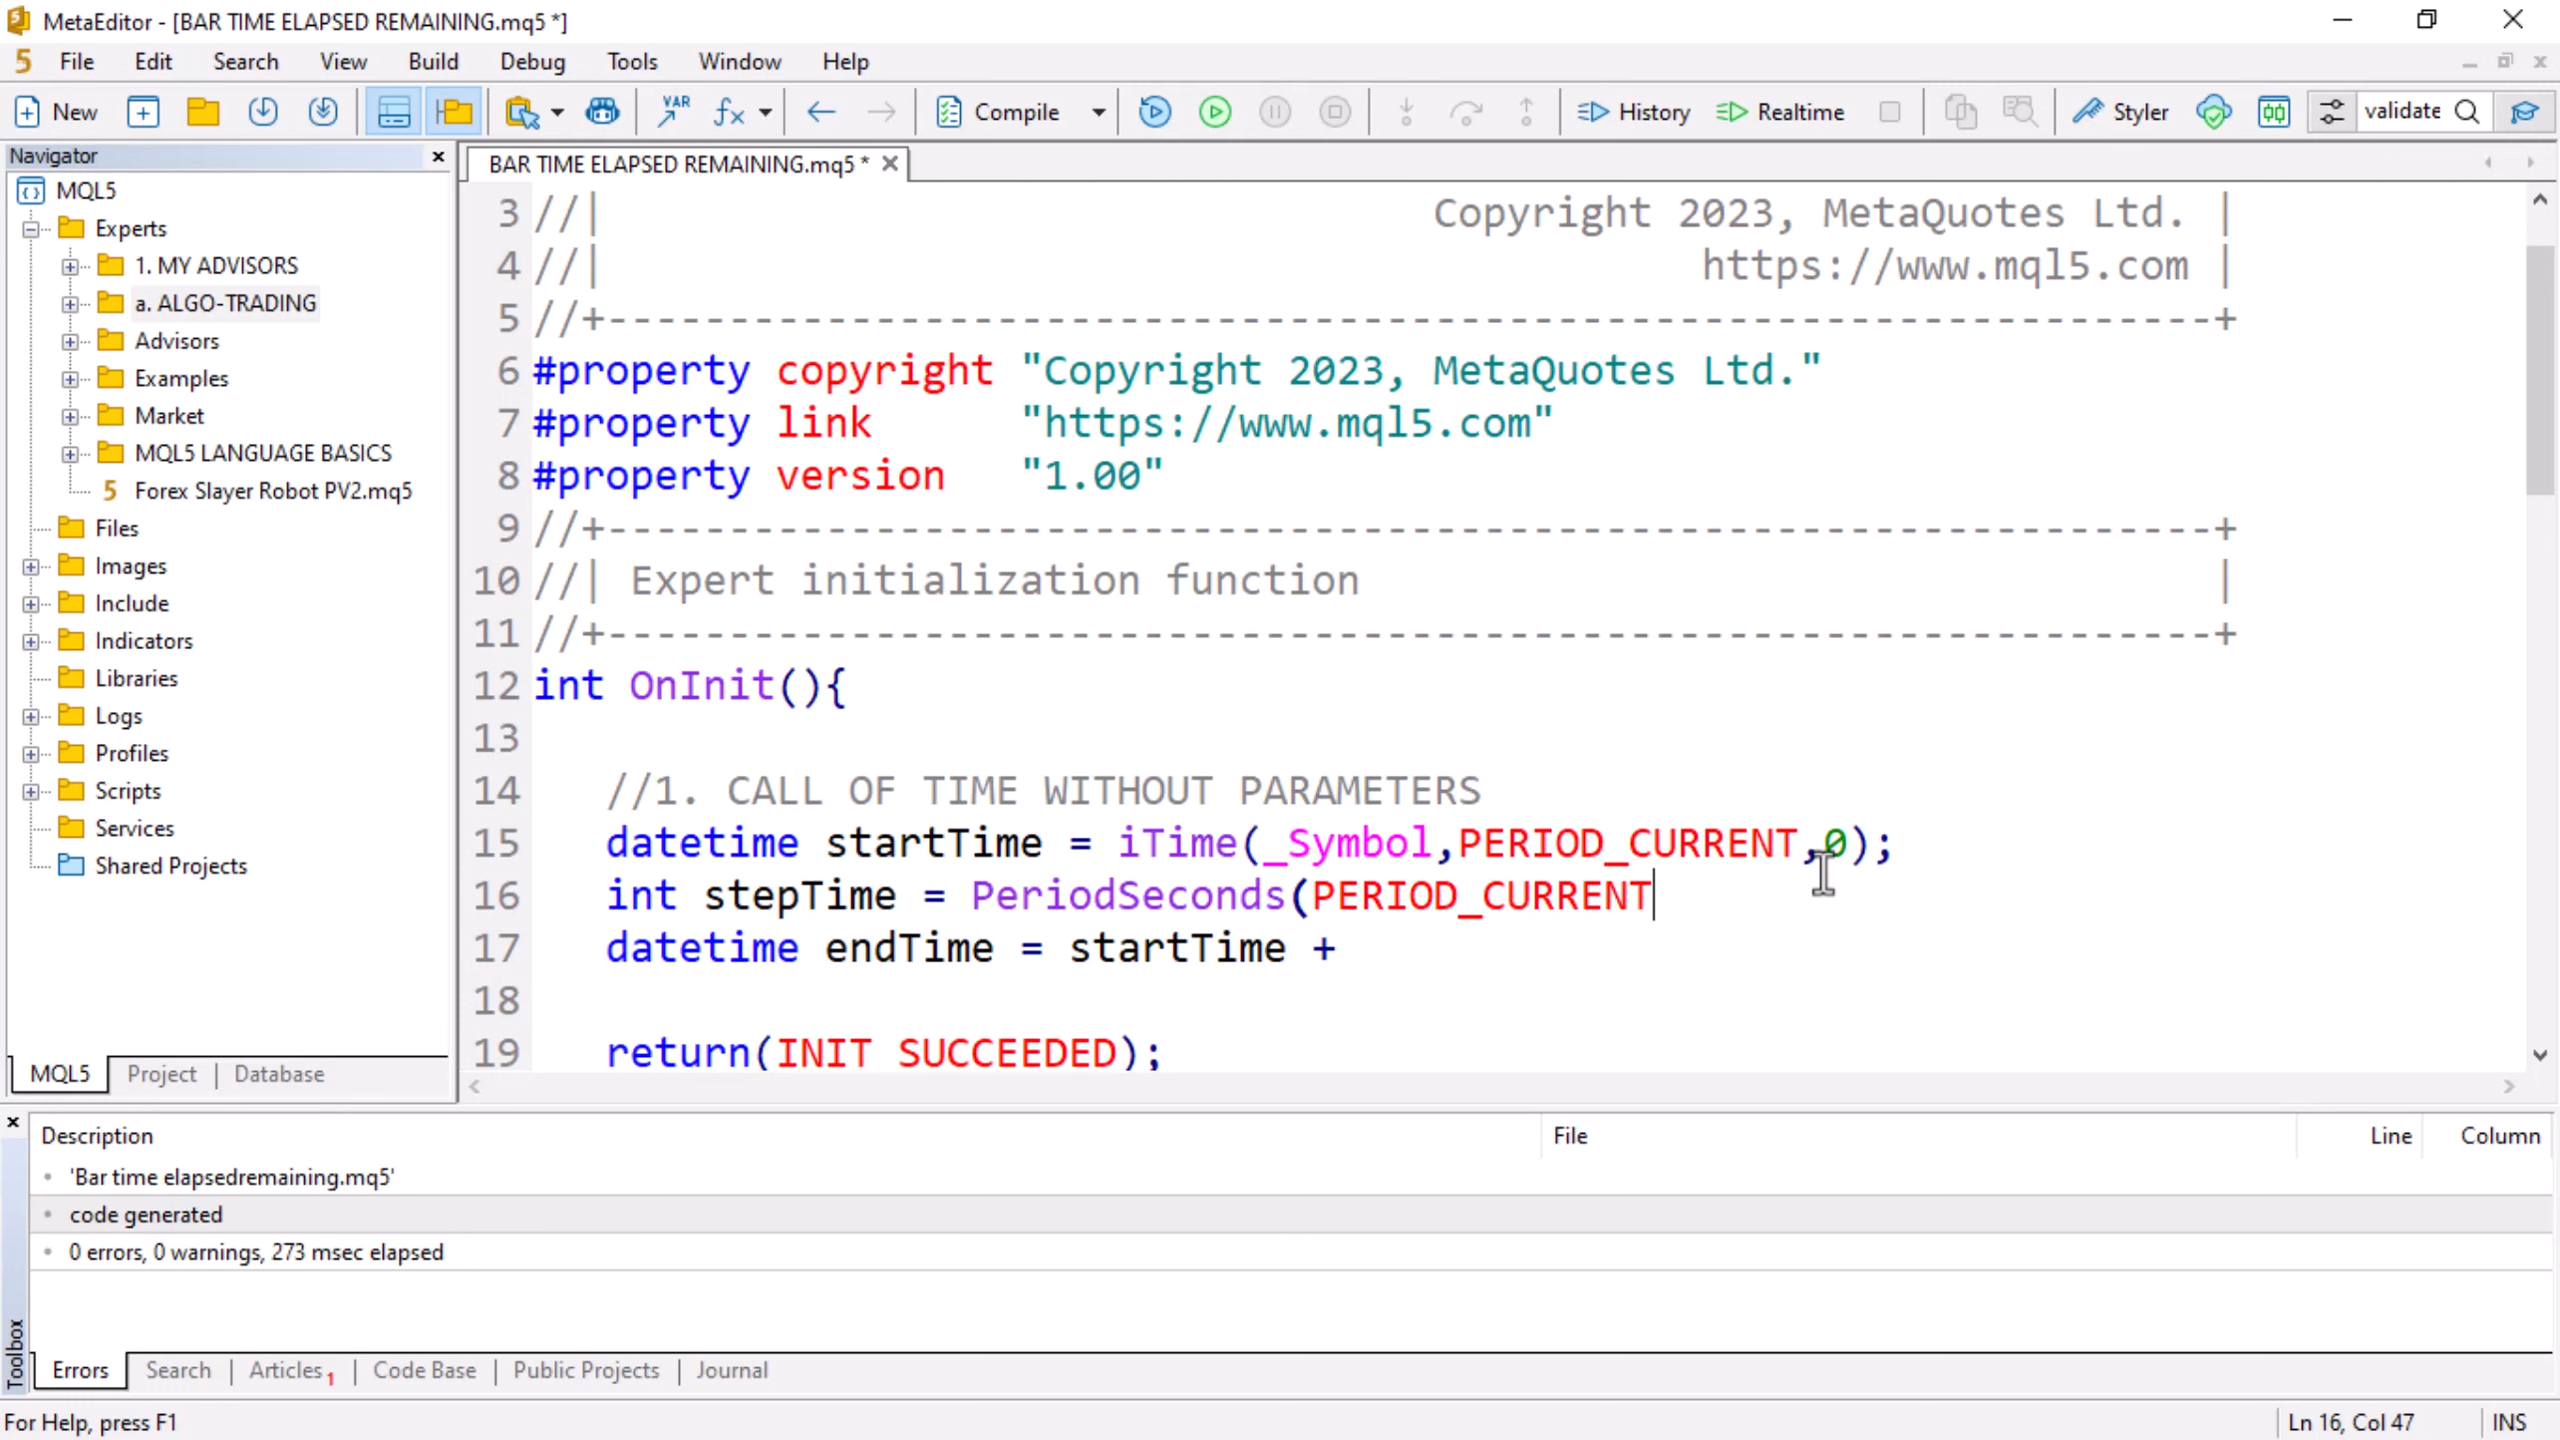 MetaEditor - [BAR TIME ELAPSED REMAINING.mq5 *]
5 File Edit Search View Build Debug Tools Window Help
New VAR fx Compile History Realtime Styler validate
Navigator
MQL5
Experts
1. MY ADVISORS
a. ALGO-TRADING
Advisors
Examples
Market
MQL5 LANGUAGE BASICS
5 Forex Slayer Robot PV2.mq5
Files
Images
Include
Indicators
Libraries
Logs
Profiles
Scripts
Services
Shared Projects
MQL5 Project Database
BAR TIME ELAPSED REMAINING.mq5 *
3 //| Copyright 2023, MetaQuotes Ltd. |
4 //| https://www.mql5.com |
5 //+------------------------------------------------------------------+
6 #property copyright "Copyright 2023, MetaQuotes Ltd."
7 #property link "https://www.mql5.com"
8 #property version "1.00"
9 //+------------------------------------------------------------------+
10 //| Expert initialization function |
11 //+------------------------------------------------------------------+
12 int OnInit(){
13
14 //1. CALL OF TIME WITHOUT PARAMETERS
15 datetime startTime = iTime(_Symbol,PERIOD_CURRENT,0);
16 int stepTime = PeriodSeconds(PERIOD_CURRENT
17 datetime endTime = startTime +
18
19 return(INIT_SUCCEEDED);
Description File Line Column
'Bar time elapsedremaining.mq5'
code generated
0 errors, 0 warnings, 273 msec elapsed
Toolbox
Errors Search Articles 1 Code Base Public Projects Journal
For Help, press F1 Ln 16, Col 47 INS